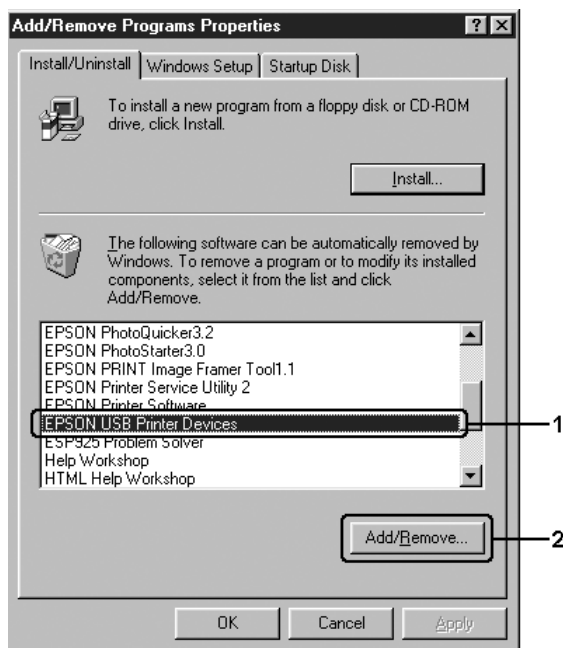 Add/Remove Programs Properties
Install/Uninstall
Windows Setup
Startup Disk
To install a new program from a floppy disk or CD-ROM
drive, click Install.
Install...
The following software can be automatically removed by
Windows. To remove a program or to modify its installed
components, select it from the list and click
Add/Remove.
EPSON PhotoQuicker3.2
EPSON PhotoStarter3.0
EPSON PRINT Image Framer Tool1.1
EPSON Printer Service Utility 2
EPSON Printer Software
EPSON USB Printer Devices
1
ESP925 Problem Solver
Help Workshop
HTML Help Workshop
Add/Remove...
2
OK
Cancel
Apply